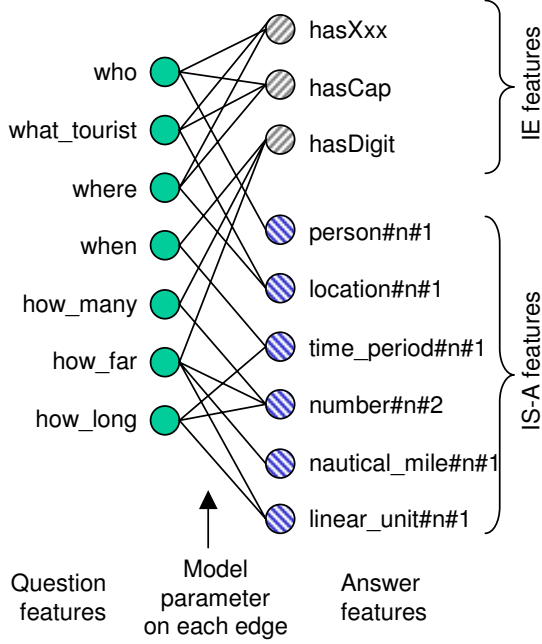 who
what_tourist
where
when
how_many
how_far
how_long
hasXxx
hasCap
hasDigit
person#n#1
location#n#1
time_period#n#1
number#n#2
nautical_mile#n#1
linear_unit#n#1
IE features
IS-A features
Question
features
Model
parameter
on each edge
Answer
features